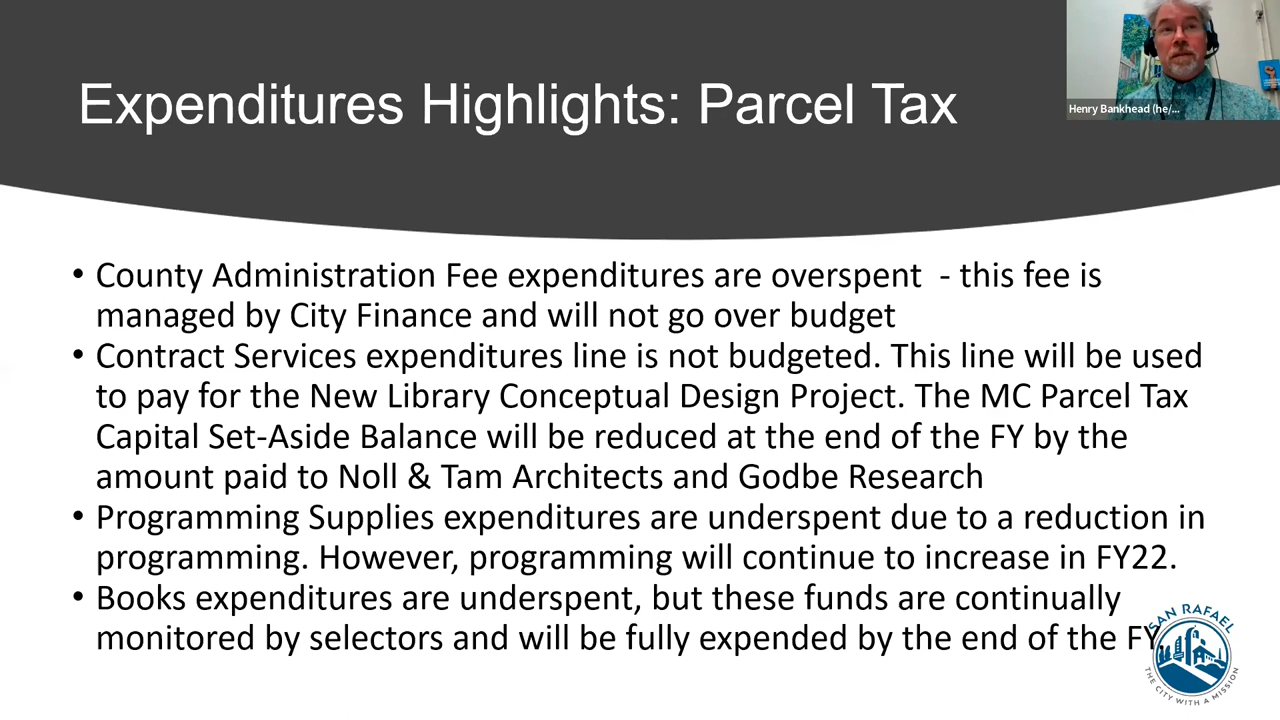 Expenditures Highlights: Parcel Tax
Henry Bankhead (he/...
• County Administration Fee expenditures are overspent - this fee is
managed by City Finance and will not go over budget
• Contract Services expenditures line is not budgeted. This line will be used
to pay for the New Library Conceptual Design Project. The MC Parcel Tax
Capital Set-Aside Balance will be reduced at the end of the FY by the
amount paid to Noll & Tam Architects and Godbe Research
• Programming Supplies expenditures are underspent due to a reduction in
programming. However, programming will continue to increase in FY22.
• Books expenditures are underspent, but these funds are continually
monitored by selectors and will be fully expended by the end of the FY.
SAN RAFAEL
THE CITY WITH A MISSION